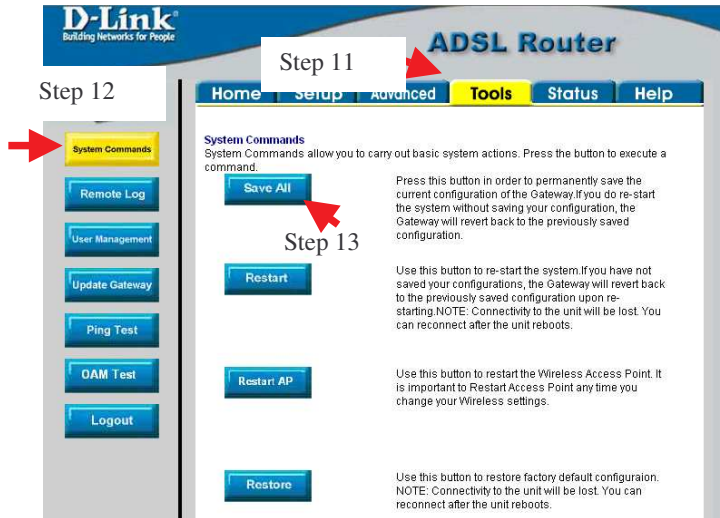 D-Link
Building Networks for People
ADSL Router
Step 11
Step 12
Home Setup Advanced Tools Status Help
System Commands
Remote Log
User Management
Update Gateway
Ping Test
OAM Test
Logout
System Commands
System Commands allow you to carry out basic system actions. Press the button to execute a
command.
Save All
Press this button in order to permanently save the
current configuration of the Gateway.If you do re-start
the system without saving your configuration, the
Gateway will revert back to the previously saved
configuration.
Step 13
Restart
Use this button to re-start the system.If you have not
saved your configurations, the Gateway will revert back
to the previously saved configuration upon re-
starting.NOTE: Connectivity to the unit will be lost. You
can reconnect after the unit reboots.
Restart AP
Use this button to restart the Wireless Access Point. It
is important to Restart Access Point any time you
change your Wireless settings.
Restore
Use this button to restore factory default configuraion.
NOTE: Connectivity to the unit will be lost. You can
reconnect after the unit reboots.